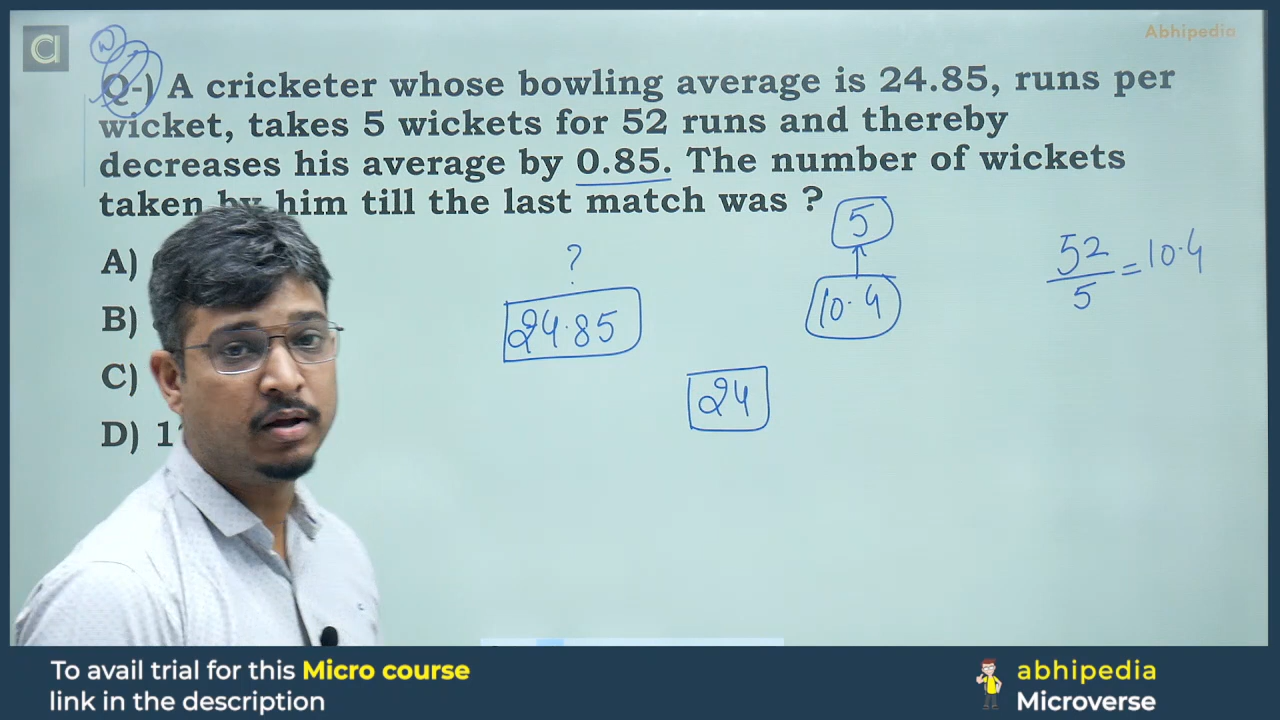 Abhipedia
Q-) A cricketer whose bowling average is 24.85, runs per
wicket, takes 5 wickets for 52 runs and thereby
decreases his average by 0.85. The number of wickets
taken by him till the last match was ?
A)
B)
C)
D) 1
?
24.85
5
10.4
24
52
— = 10.4
5
To avail trial for this Micro course
link in the description
abhipedia
Microverse